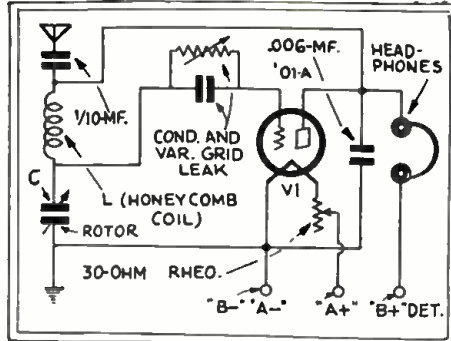 .006-MF.
'01-A
HEAD-
PHONES
1/10-MF.
COND. AND
VAR. GRID
LEAK
C
L (HONEYCOMB
COIL)
V1
ROTOR
30-OHM RHEO.
"B-" "A-" "A+" "B+" DET.